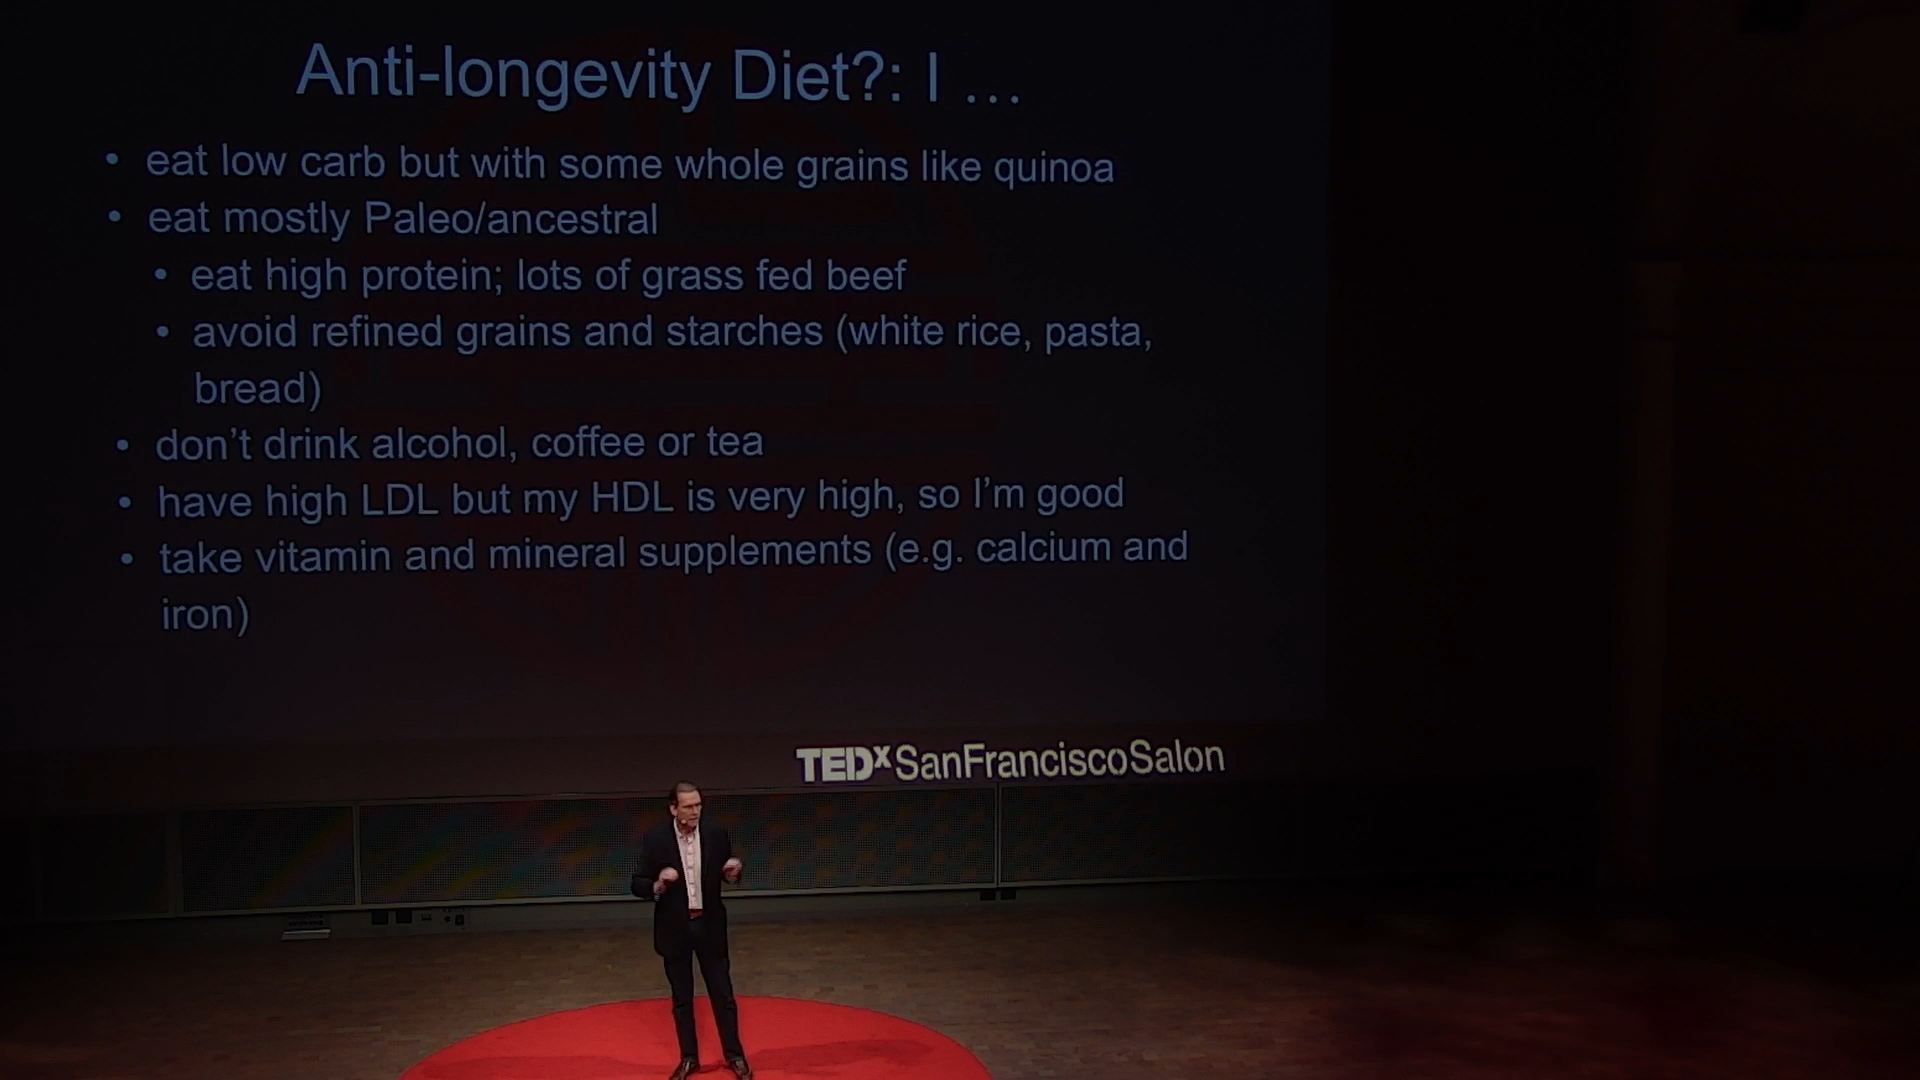 Anti-longevity Diet?: I …
• eat low carb but with some whole grains like quinoa
• eat mostly Paleo/ancestral
• eat high protein; lots of grass fed beef
• avoid refined grains and starches (white rice, pasta,
bread)
• don’t drink alcohol, coffee or tea
• have high LDL but my HDL is very high, so I’m good
• take vitamin and mineral supplements (e.g. calcium and
iron)
TEDxSanFranciscoSalon